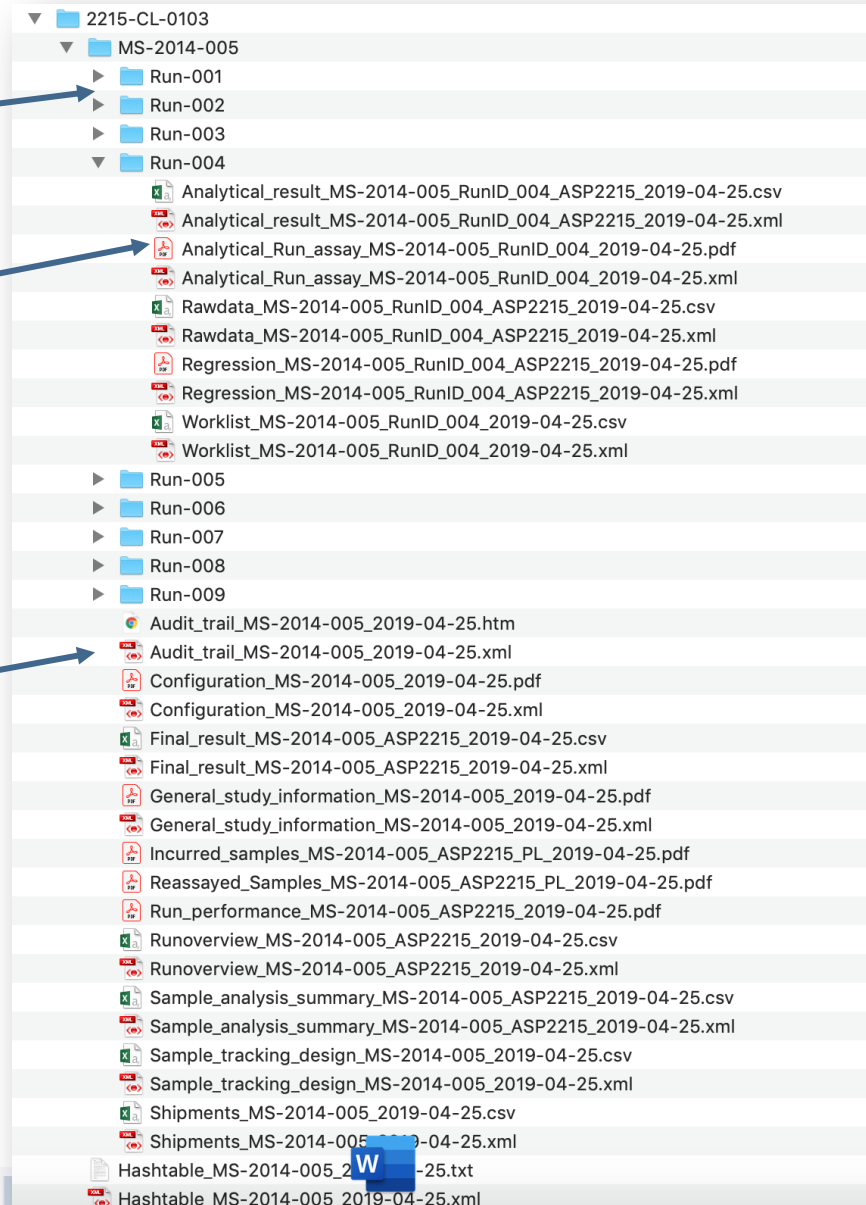 2215-CL-0103
MS-2014-005
Run-001
Run-002
Run-003
Run-004
Analytical_result_MS-2014-005_RunID_004_ASP2215_2019-04-25.csv
Analytical_result_MS-2014-005_RunID_004_ASP2215_2019-04-25.xml
Analytical_Run_assay_MS-2014-005_RunID_004_2019-04-25.pdf
Analytical_Run_assay_MS-2014-005_RunID_004_2019-04-25.xml
Rawdata_MS-2014-005_RunID_004_ASP2215_2019-04-25.csv
Rawdata_MS-2014-005_RunID_004_ASP2215_2019-04-25.xml
Regression_MS-2014-005_RunID_004_ASP2215_2019-04-25.pdf
Regression_MS-2014-005_RunID_004_ASP2215_2019-04-25.xml
Worklist_MS-2014-005_RunID_004_2019-04-25.csv
Worklist_MS-2014-005_RunID_004_2019-04-25.xml
Run-005
Run-006
Run-007
Run-008
Run-009
Audit_trail_MS-2014-005_2019-04-25.htm
Audit_trail_MS-2014-005_2019-04-25.xml
Configuration_MS-2014-005_2019-04-25.pdf
Configuration_MS-2014-005_2019-04-25.xml
Final_result_MS-2014-005_ASP2215_2019-04-25.csv
Final_result_MS-2014-005_ASP2215_2019-04-25.xml
General_study_information_MS-2014-005_2019-04-25.pdf
General_study_information_MS-2014-005_2019-04-25.xml
Incurred_samples_MS-2014-005_ASP2215_PL_2019-04-25.pdf
Reassayed_Samples_MS-2014-005_ASP2215_PL_2019-04-25.pdf
Run_performance_MS-2014-005_ASP2215_2019-04-25.pdf
Runoverview_MS-2014-005_ASP2215_2019-04-25.csv
Runoverview_MS-2014-005_ASP2215_2019-04-25.xml
Sample_analysis_summary_MS-2014-005_ASP2215_2019-04-25.csv
Sample_analysis_summary_MS-2014-005_ASP2215_2019-04-25.xml
Sample_tracking_design_MS-2014-005_2019-04-25.csv
Sample_tracking_design_MS-2014-005_2019-04-25.xml
Shipments_MS-2014-005_2019-04-25.csv
Shipments_MS-2014-005 9-04-25.xml
Hashtable_MS-2014-005_2 W -25.txt
Hashtable_MS-2014-005_2019-04-25.xml